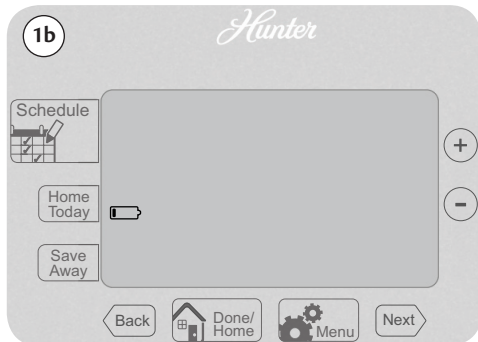 1b
Hunter
Schedule
+
Home
Today
-
Save
Away
Back
Done/
Home
Menu
Next